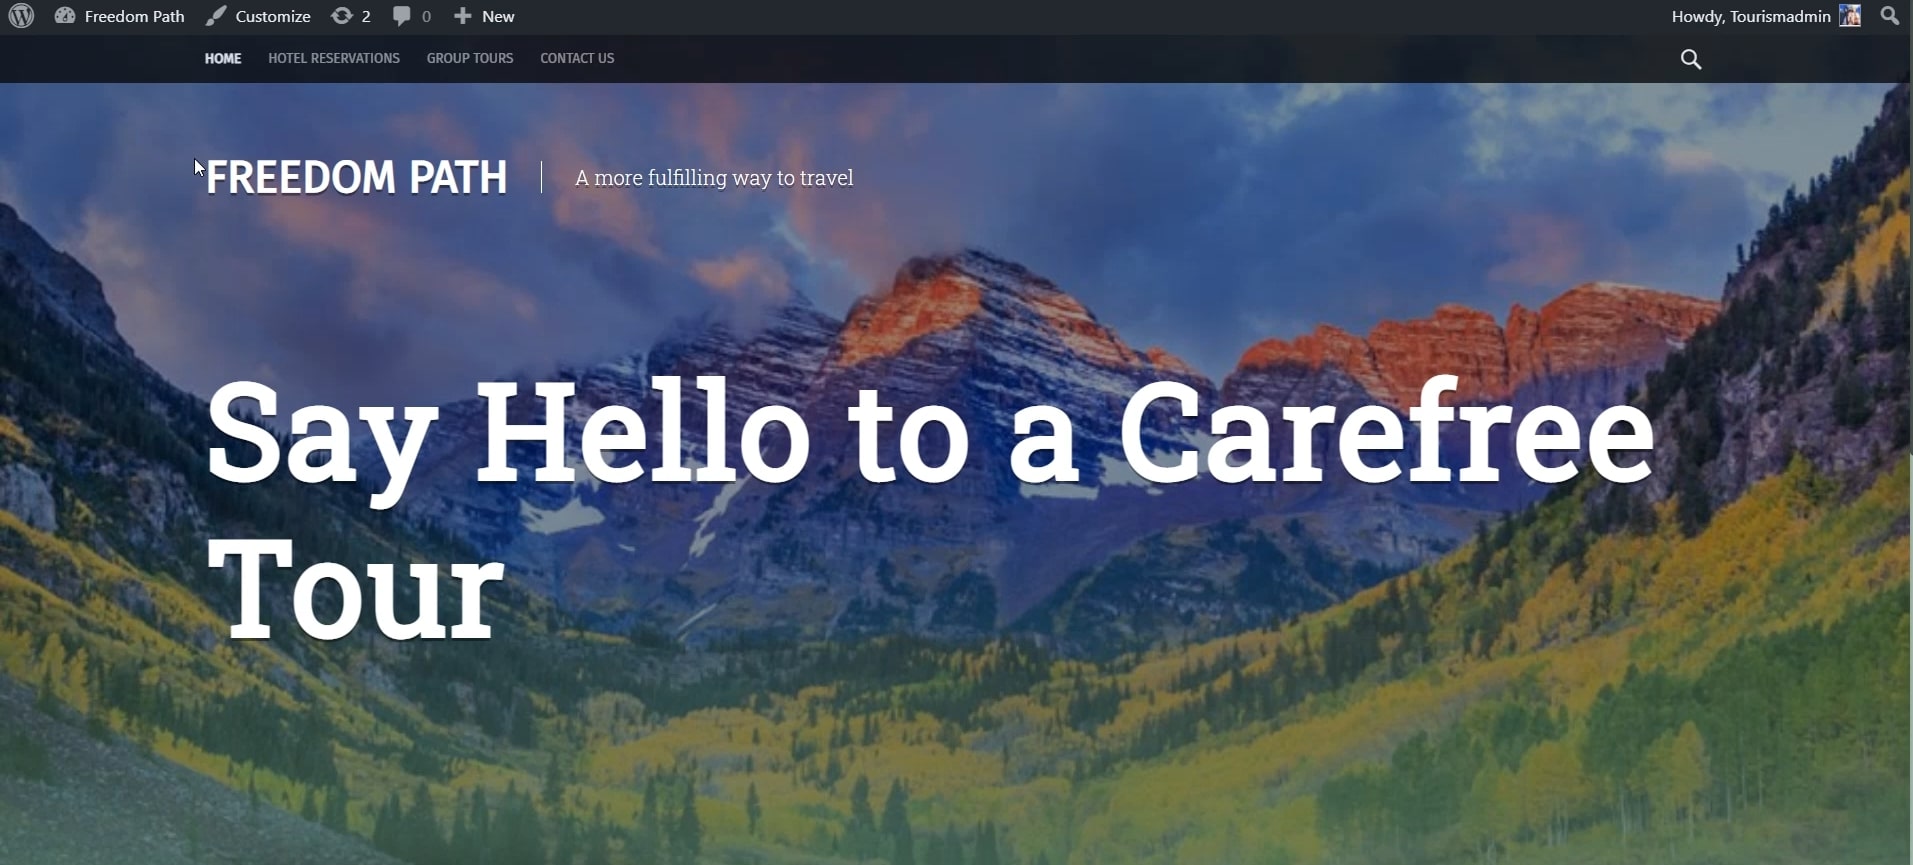 Freedom Path Customize 2 0 New Howdy, Tourismadmin
HOME HOTEL RESERVATIONS GROUP TOURS CONTACT US
FREEDOM PATH A more fulfilling way to travel
Say Hello to a Carefree
Tour